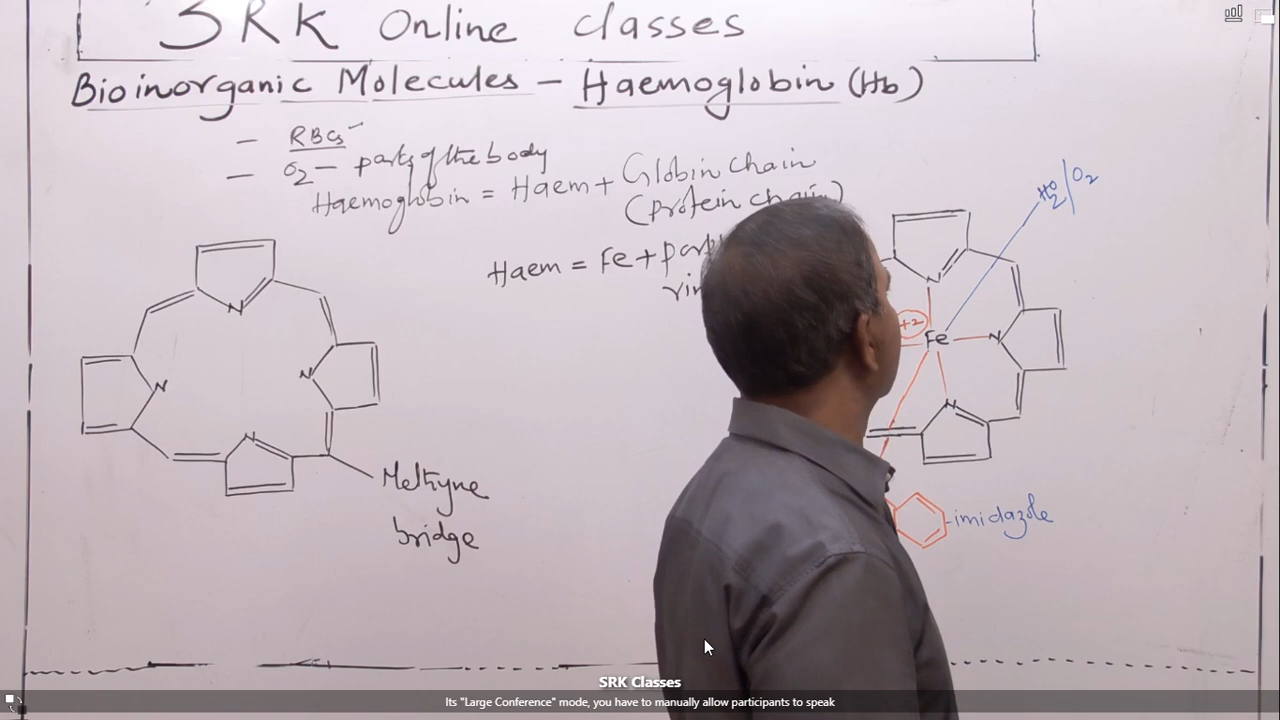 SRK Online classes
Bioinorganic Molecules - Haemoglobin (Hb)
- RBCs
- O2 - parts of the body
Haemoglobin = Haem + Globin chain
(protein chain)
Haem = Fe +
H2O/O2
N
N
N
N
Methyne
bridge
N
+2
Fe
N
N
imidazole
SRK Classes
Its "Large Conference" mode, you have to manually allow participants to speak